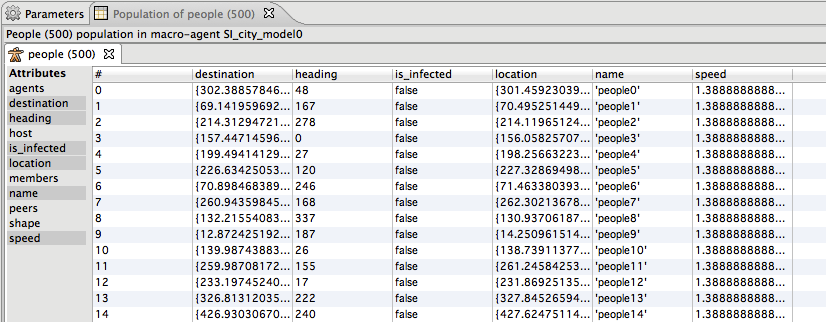 Parameters Population of people (500)
People (500) population in macro-agent SI_city_model0
people (500)
Attributes # destination heading is_infected location name speed
agents 0 {302.38857846... 48 false {301.45923039... 'people0' 1.3888888888...
destination 1 {69.141959692... 167 false {70.495251449... 'people1' 1.3888888888...
heading 2 {214.31294721... 278 false {214.11965124... 'people2' 1.3888888888...
host 3 {157.44714596... 0 false {156.05825707... 'people3' 1.3888888888...
is_infected 4 {199.49414129... 27 false {198.25663223... 'people4' 1.3888888888...
location 5 {226.63425053... 120 false {227.32869498... 'people5' 1.3888888888...
members 6 {70.898468389... 246 false {71.463380393... 'people6' 1.3888888888...
name 7 {260.94359845... 168 false {262.30213678... 'people7' 1.3888888888...
peers 8 {132.21554083... 337 false {130.93706187... 'people8' 1.3888888888...
shape 9 {12.872425192... 187 false {14.250961514... 'people9' 1.3888888888...
speed 10 {139.98743883... 26 false {138.73911377... 'people10' 1.3888888888...
11 {259.98708172... 155 false {261.24584253... 'people11' 1.3888888888...
12 {233.19745240... 17 false {231.86925135... 'people12' 1.3888888888...
13 {326.81312035... 222 false {327.84526594... 'people13' 1.3888888888...
14 {426.93030670... 240 false {427.62475114... 'people14' 1.3888888888...